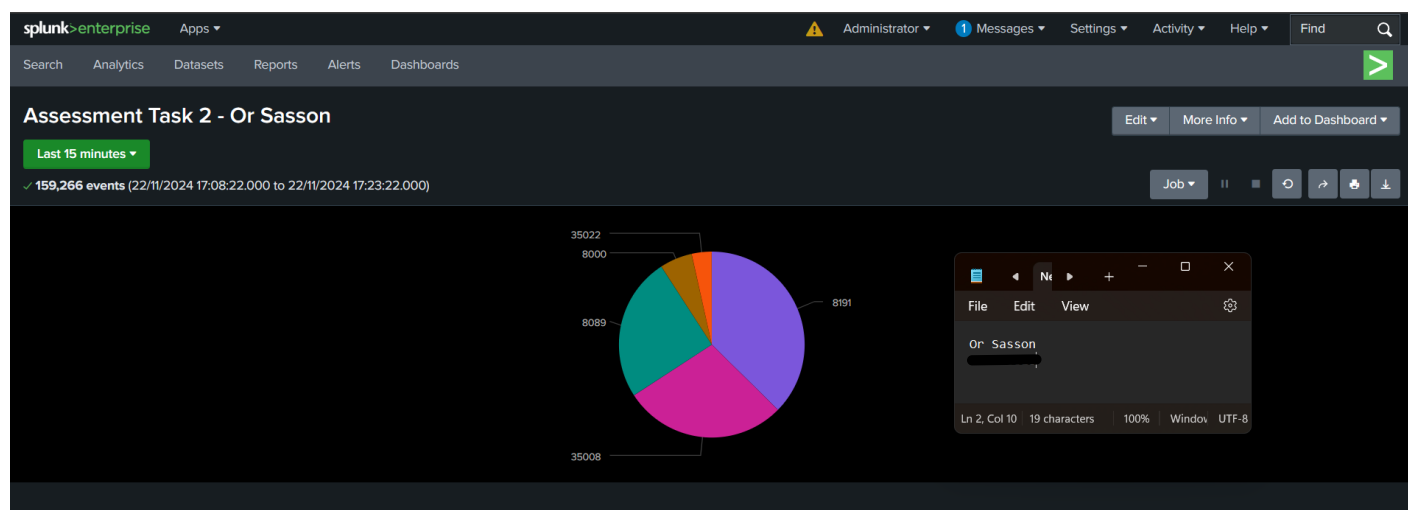 splunk>enterprise Apps Administrator 1 Messages Settings Activity Help Find
Search Analytics Datasets Reports Alerts Dashboards
Assessment Task 2 - Or Sasson
Edit More Info Add to Dashboard
Last 15 minutes
159,266 events (22/11/2024 17:08:22.000 to 22/11/2024 17:23:22.000)
Job
35022
8000
8191
8089
35008
File Edit View
Or Sasson
Ln 2, Col 10 19 characters 100% UTF-8